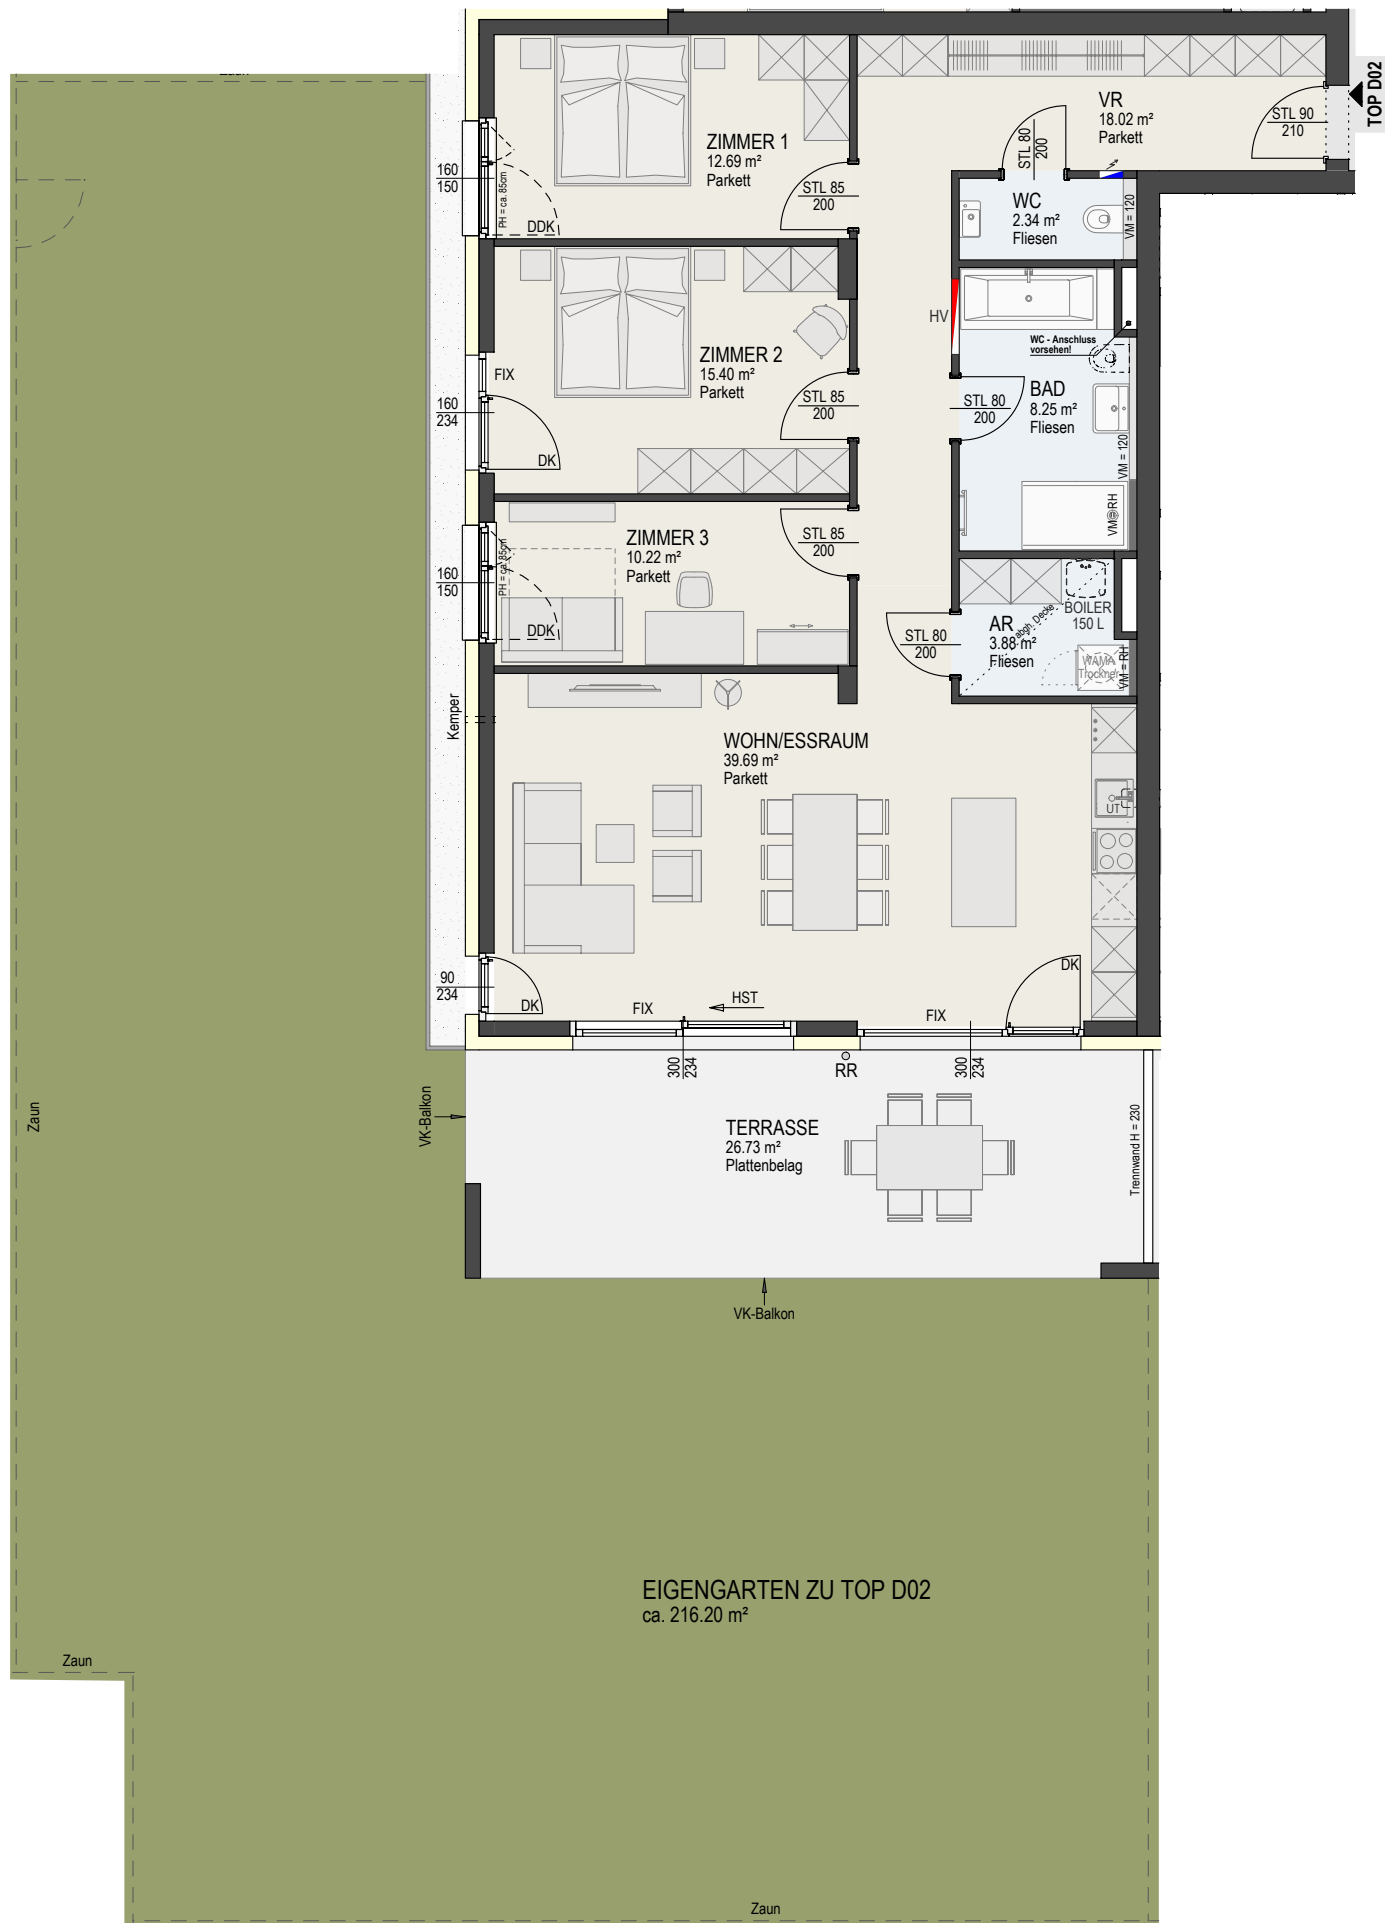 Zaun
TOP D02
ZIMMER 1
12.69 m²
Parkett
VR
18.02 m²
Parkett
STL 90
210
STL 80
200
160
150
PH = ca. 85cm
DDK
STL 85
200
WC
2.34 m²
Fliesen
VM = 120
HV
WC - Anschluss
vorsehen!
ZIMMER 2
15.40 m²
Parkett
FIX
160
234
DK
STL 85
200
STL 80
200
BAD
8.25 m²
Fliesen
VM = 120
VM@RH
ZIMMER 3
10.22 m²
Parkett
STL 85
200
160
150
PH = ca. 85cm
DDK
STL 80
200
AR
3.88 m²
Fliesen
abgh. Decke
BOILER
150 L
WAMA
Trockner
VM = RH
Kemper
WOHN/ESSRAUM
39.69 m²
Parkett
UT
90
234
DK
FIX
HST
FIX
DK
300
234
RR
300
234
Zaun
VK-Balkon
TERRASSE
26.73 m²
Plattenbelag
Trennwand H = 230
VK-Balkon
EIGENGARTEN ZU TOP D02
ca. 216.20 m²
Zaun
Zaun